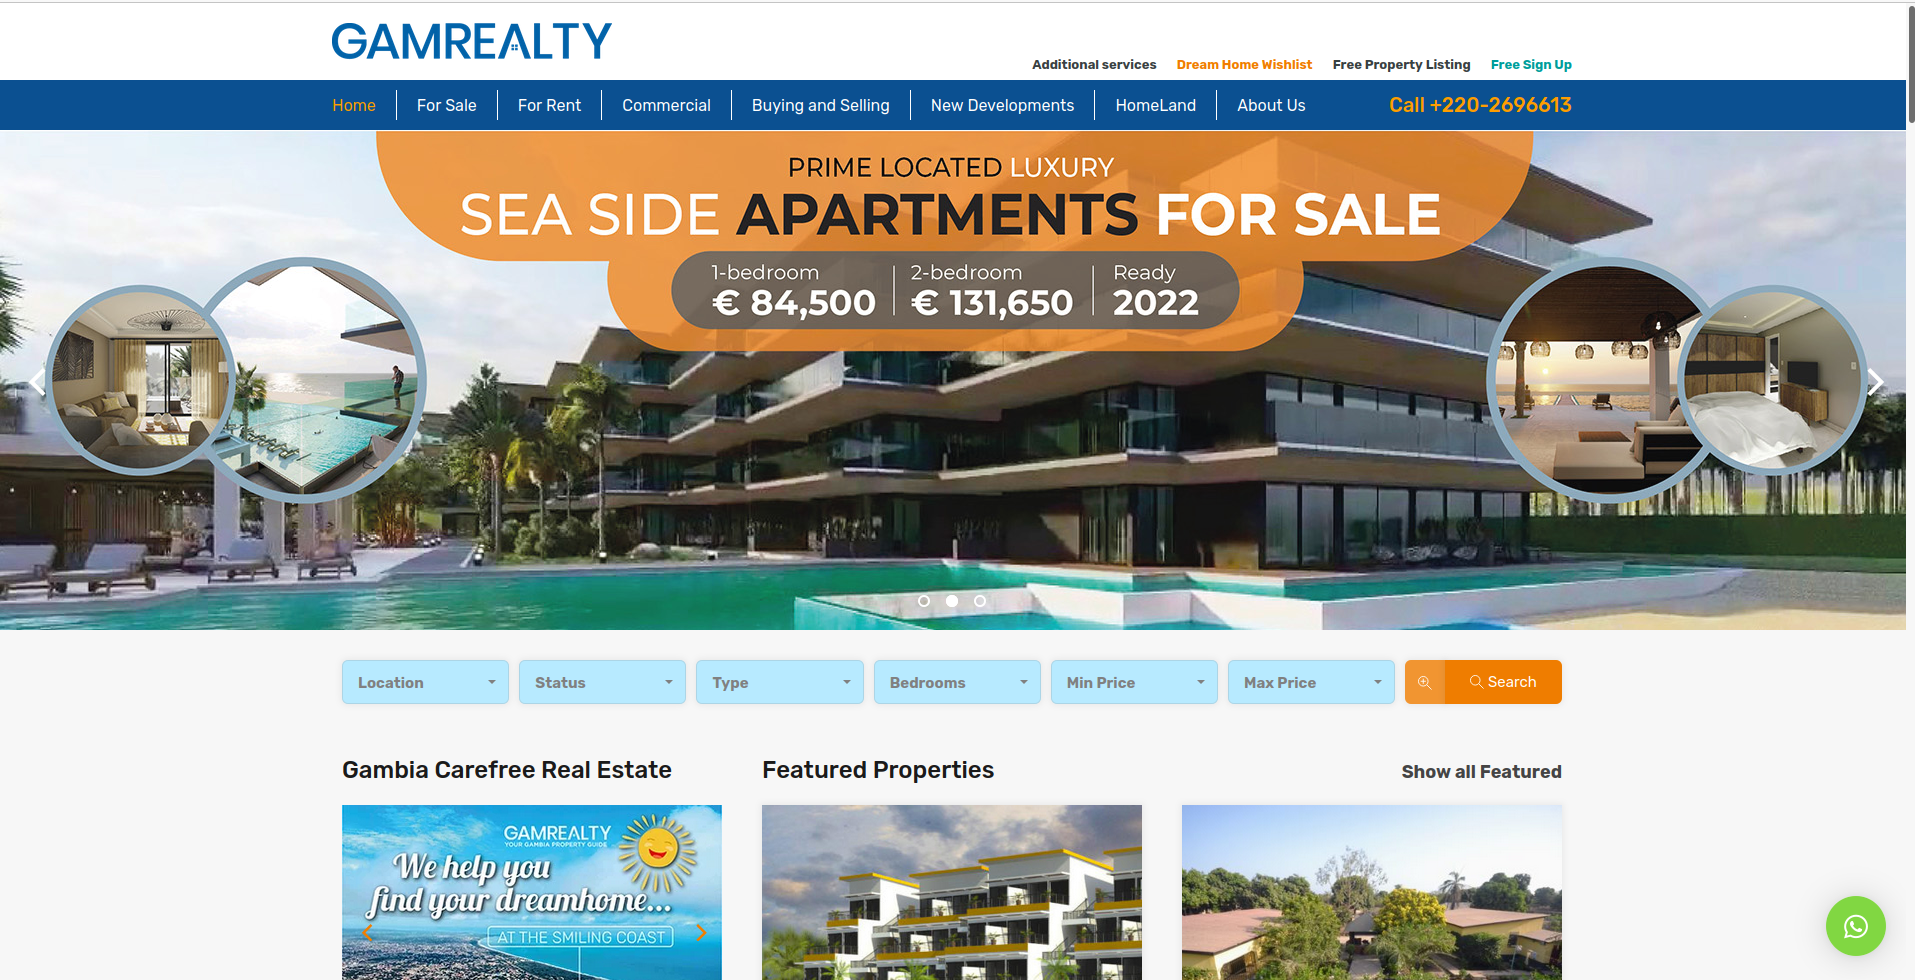 GAMREALTY
Additional services Dream Home Wishlist Free Property Listing Free Sign Up
Home For Sale For Rent Commercial Buying and Selling New Developments HomeLand About Us Call +220-2696613
PRIME LOCATED LUXURY
SEA SIDE APARTMENTS FOR SALE
1-bedroom 2-bedroom Ready
€ 84,500 € 131,650 2022
Location Status Type Bedrooms Min Price Max Price Search
Gambia Carefree Real Estate Featured Properties Show all Featured
GAMREALTY
YOUR GAMBIA PROPERTY GUIDE
We help you
find your dreamhome...
AT THE SMILING COAST